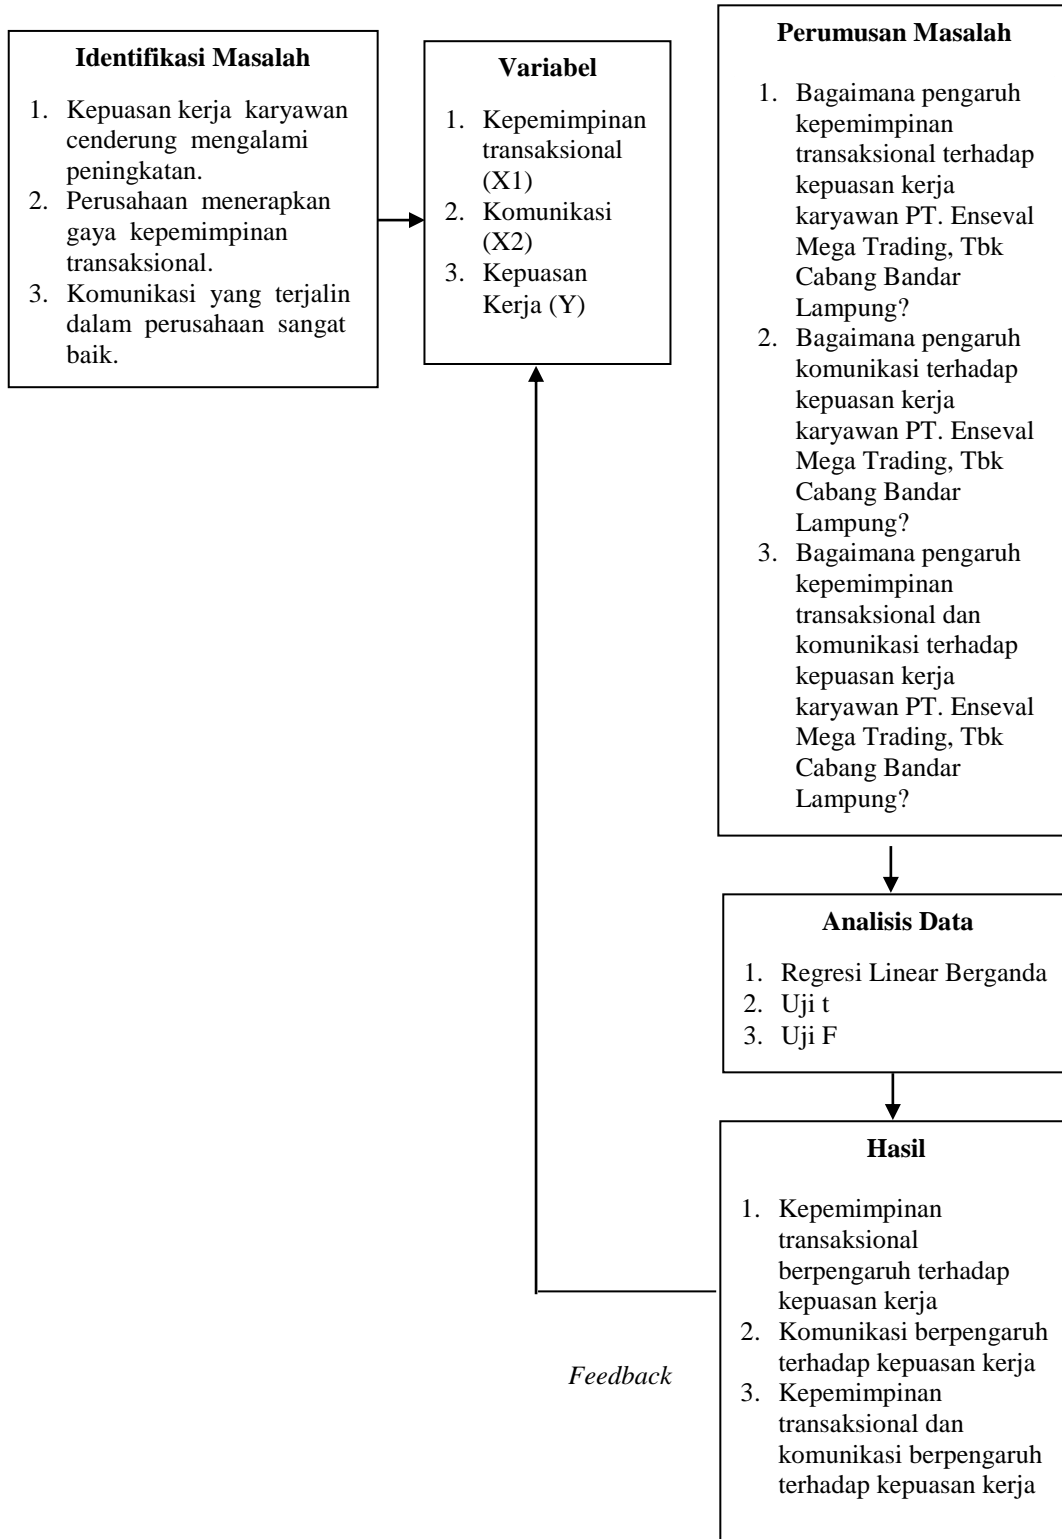 Identifikasi Masalah
1. Kepuasan kerja karyawan
cenderung mengalami
peningkatan.
2. Perusahaan menerapkan
gaya kepemimpinan
transaksional.
3. Komunikasi yang terjalin
dalam perusahaan sangat
baik.
Variabel
1. Kepemimpinan
transaksional
(X1)
2. Komunikasi
(X2)
3. Kepuasan
Kerja (Y)
Perumusan Masalah
1. Bagaimana pengaruh
kepemimpinan
transaksional terhadap
kepuasan kerja
karyawan PT. Enseval
Mega Trading, Tbk
Cabang Bandar
Lampung?
2. Bagaimana pengaruh
komunikasi terhadap
kepuasan kerja
karyawan PT. Enseval
Mega Trading, Tbk
Cabang Bandar
Lampung?
3. Bagaimana pengaruh
kepemimpinan
transaksional dan
komunikasi terhadap
kepuasan kerja
karyawan PT. Enseval
Mega Trading, Tbk
Cabang Bandar
Lampung?
Analisis Data
1. Regresi Linear Berganda
2. Uji t
3. Uji F
Hasil
1. Kepemimpinan
transaksional
berpengaruh terhadap
kepuasan kerja
2. Komunikasi berpengaruh
terhadap kepuasan kerja
3. Kepemimpinan
transaksional dan
komunikasi berpengaruh
terhadap kepuasan kerja
Feedback